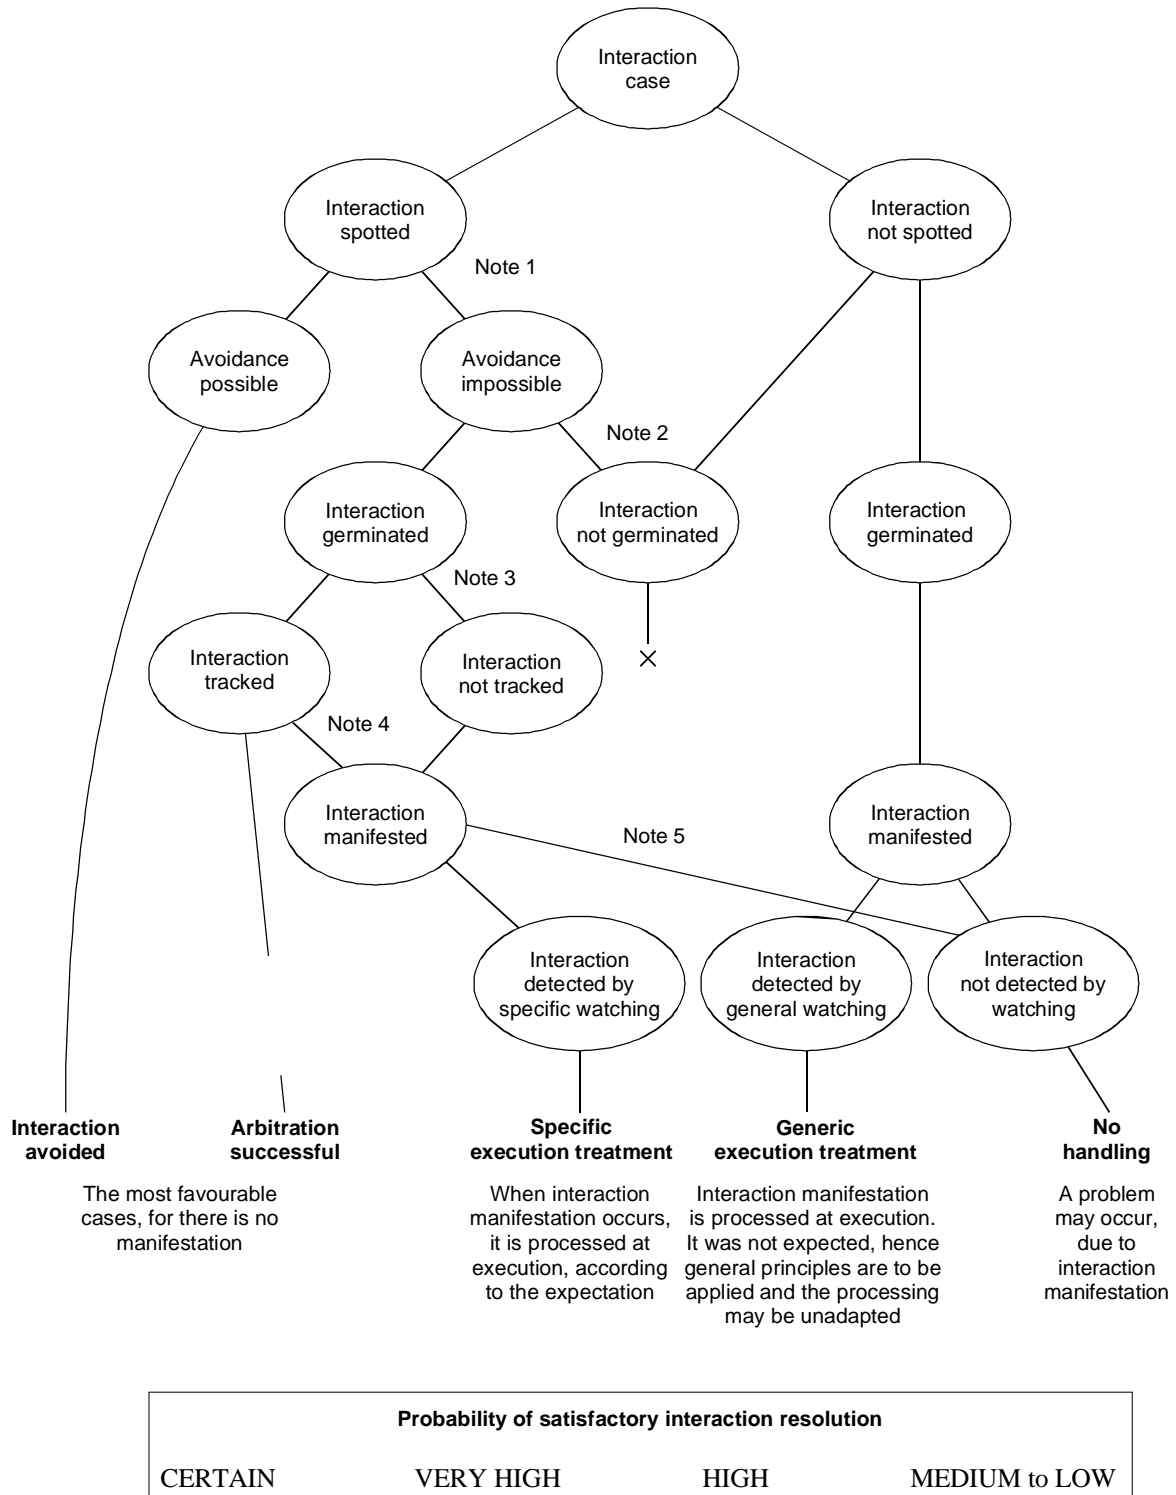 Interaction
case
Interaction
spotted
Interaction
not spotted
Note 1
Avoidance
possible
Avoidance
impossible
Note 2
Interaction
germinated
Interaction
not germinated
Interaction
germinated
Note 3
Interaction
tracked
Interaction
not tracked
Note 4
Interaction
manifested
Note 5
Interaction
manifested
Interaction
detected by
specific watching
Interaction
detected by
general watching
Interaction
not detected by
watching
Interaction
avoided
Arbitration
successful
Specific
execution treatment
Generic
execution treatment
No
handling
The most favourable
cases, for there is no
manifestation
When interaction
manifestation occurs,
it is processed at
execution, according
to the expectation
Interaction manifestation
is processed at execution.
It was not expected, hence
general principles are to be
applied and the processing
may be unadapted
A problem
may occur,
due to
interaction
manifestation
Probability of satisfactory interaction resolution
CERTAIN VERY HIGH HIGH MEDIUM to LOW